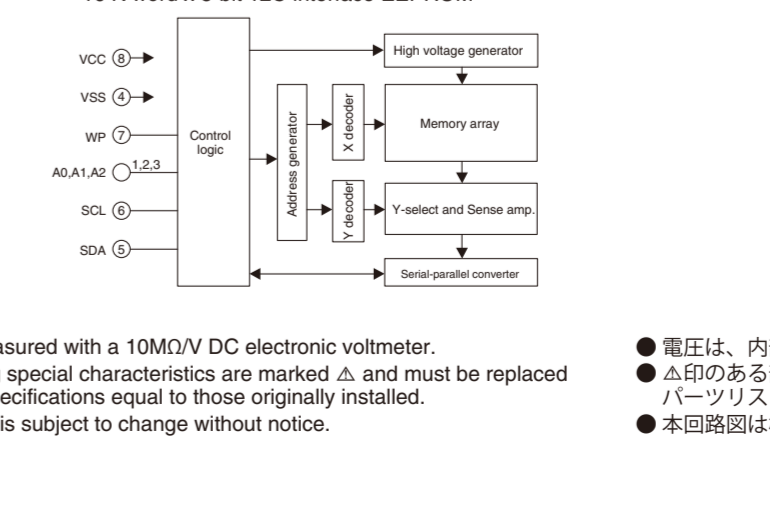 High voltage generator
VCC 8
VSS 4
WP 7
A0,A1,A2 1,2,3
SCL 6
SDA 5
Control
logic
Address generator
X decoder
Y decoder
Memory array
Y-select and Sense amp.
Serial-parallel converter
with a 10MΩ/V DC electronic voltmeter.
special characteristics are marked ⚠ and must be replaced
equal to those originally installed.
is subject to change without notice.
● 電圧は、内
● ⚠印のある
パーツリス
● 本回路図は